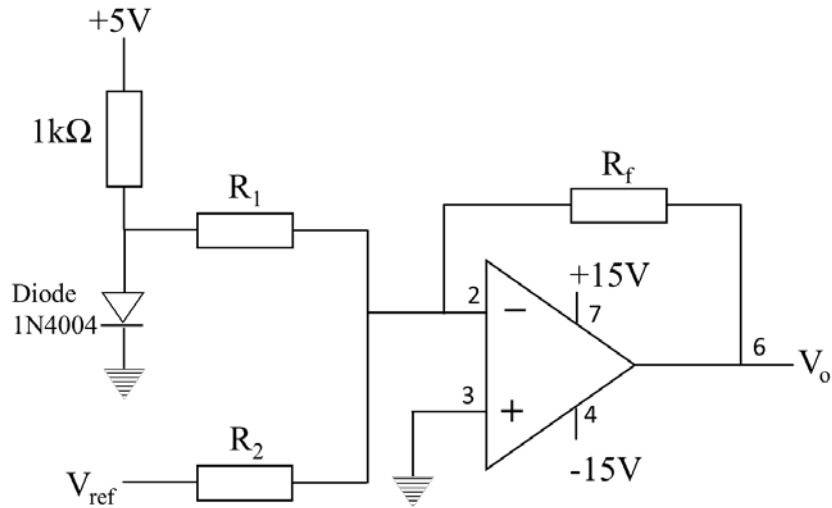 +5V
1kΩ
R1
Rf
Diode
1N4004
+15V
2
−
7
6
Vo
3
+
4
-15V
R2
Vref